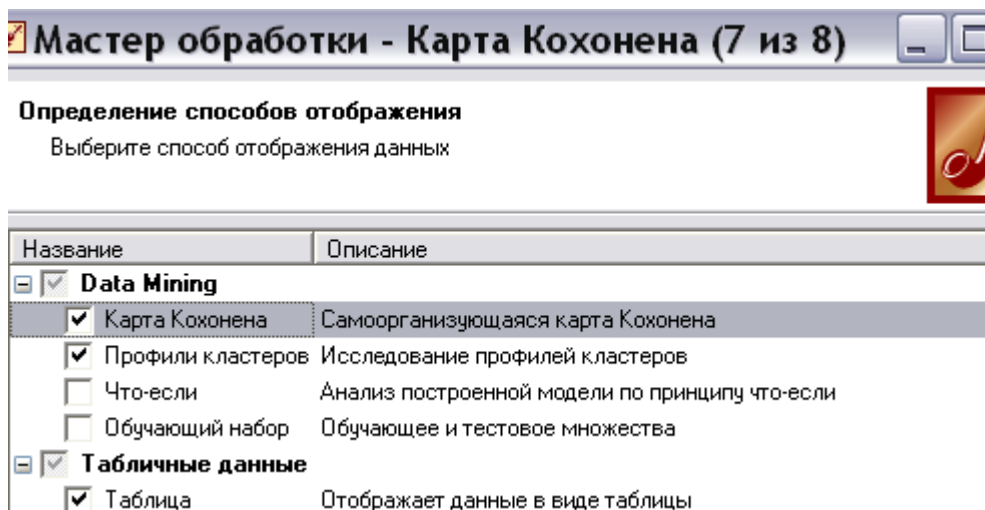 Мастер обработки - Карта Кохонена (7 из 8)
Определение способов отображения
Выберите способ отображения данных
Название Описание
Data Mining
Карта Кохонена Самоорганизующаяся карта Кохонена
Профили кластеров Исследование профилей кластеров
Что-если Анализ построенной модели по принципу что-если
Обучающий набор Обучающее и тестовое множества
Табличные данные
Таблица Отображает данные в виде таблицы